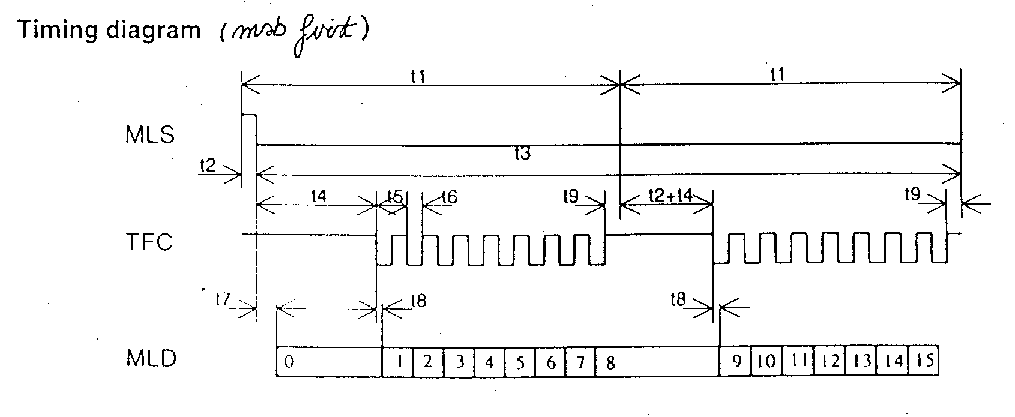 Timing diagram (msb first)
t1 t1
MLS
t3
t2
t4 t5 t6 t9 t2+t4 t9
TFC
t7 t8 t8
MLD 0 1 2 3 4 5 6 7 8 9 10 11 12 13 14 15